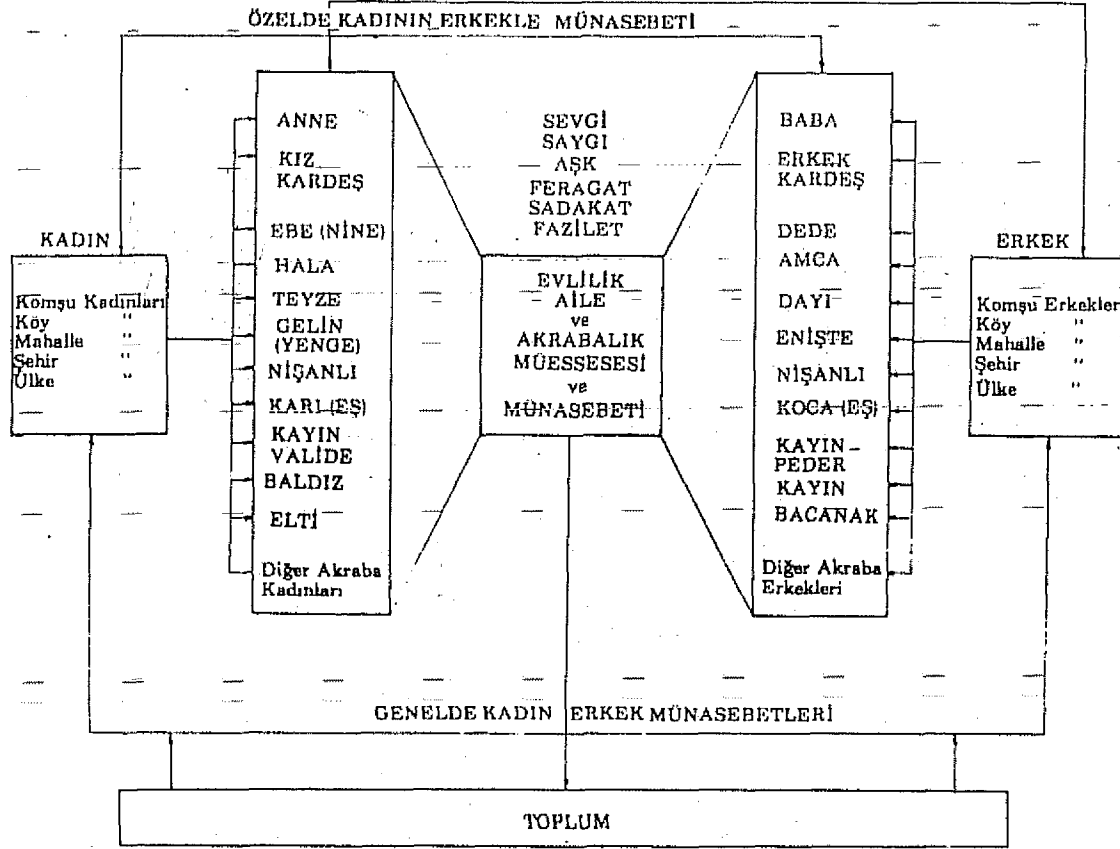 ÖZELDE KADININ ERKEKLE MÜNASEBETİ
KADIN
Komşu Kadınları
Köy "
Mahalle "
Şehir "
Ülke "
ANNE
KIZ
KARDEŞ
EBE (NİNE)
HALA
TEYZE
GELİN
(YENGE)
NİŞANLI
KARI (EŞ)
KAYIN
VALİDE
BALDIZ
ELTİ
Diğer Akraba
Kadınları
SEVGİ
SAYGI
AŞK
FERAGAT
SADAKAT
FAZİLET
EVLİLİK
AİLE
ve
AKRABALIK
MÜESSESESİ
ve
MÜNASEBETİ
BABA
ERKEK
KARDEŞ
DEDE
AMCA
DAYI
ENİŞTE
NİŞANLI
KOCA (EŞ)
KAYIN
PEDER
KAYIN
BACANAK
Diğer Akraba
Erkekleri
ERKEK
Komşu Erkekler
Köy "
Mahalle "
Şehir "
Ülke "
GENELDE KADIN ERKEK MÜNASEBETLERİ
TOPLUM